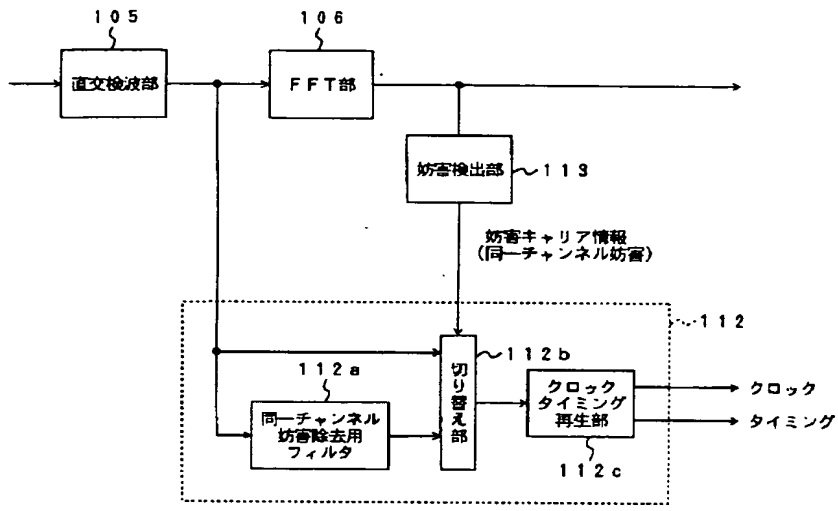 105
106
直交検波部
FFT部
妨害検出部
113
妨害キャリア情報
(同一チャンネル妨害)
112
112b
112a
切り替え部
同一チャンネル
妨害除去用
フィルタ
クロック
タイミング
再生部
112c
クロック
タイミング